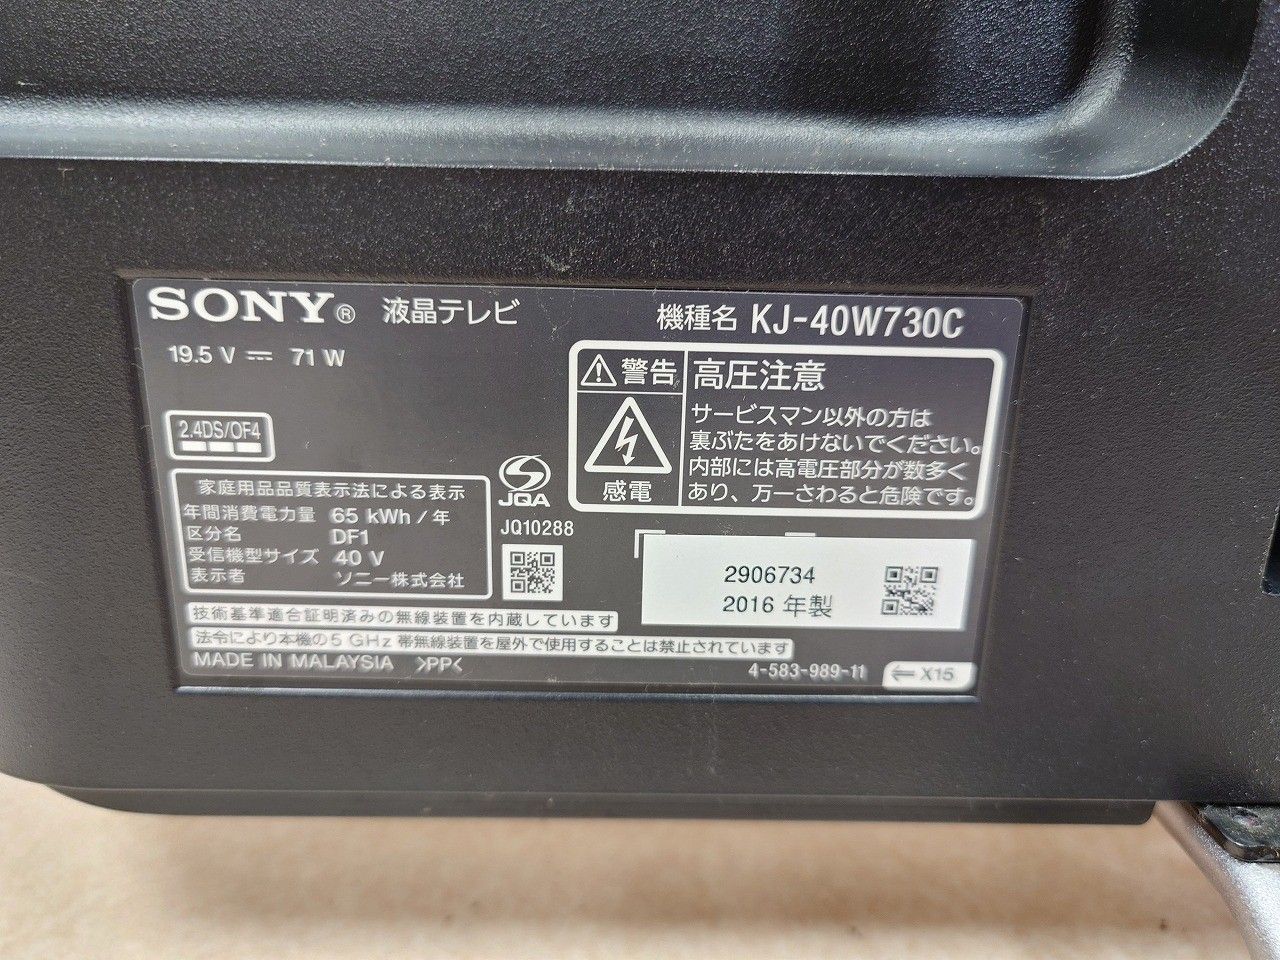 SONY® 液晶テレビ
機種名 KJ-40W730C
19.5 V ⎓ 71 W
警告
高圧注意
サービスマン以外の方は
裏ぶたをあけないでください。
内部には高電圧部分が数多く
あり、万一さわると危険です。
感電
2.4DS/OF4
家庭用品品質表示法による表示
年間消費電力量 65 kWh / 年
区分名 DF1
受信機型サイズ 40 V
表示者 ソニー株式会社
JQA
JQ10288
2906734
2016 年製
技術基準適合証明済みの無線装置を内蔵しています
法令により本機の5 GHz 帯無線装置を屋外で使用することは禁止されています
MADE IN MALAYSIA >PP<
4-583-989-11
⇐ X15